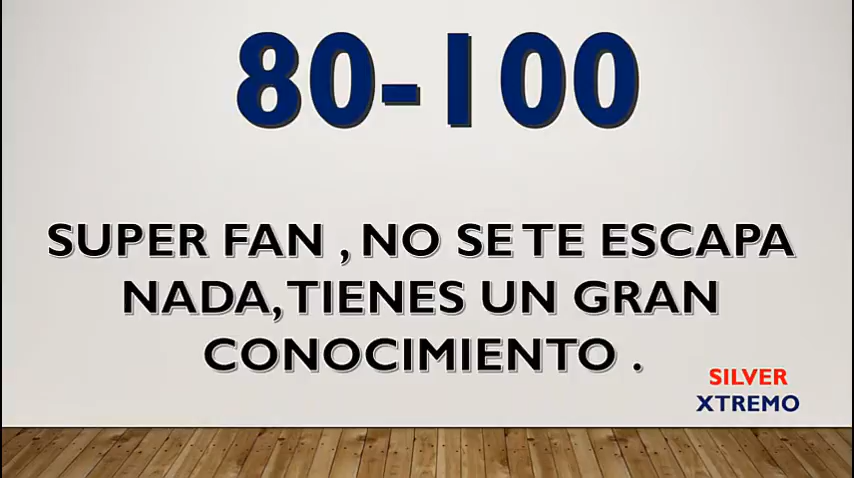 80-100
SUPER FAN , NO SE TE ESCAPA
NADA, TIENES UN GRAN
CONOCIMIENTO .
SILVER
XTREMO